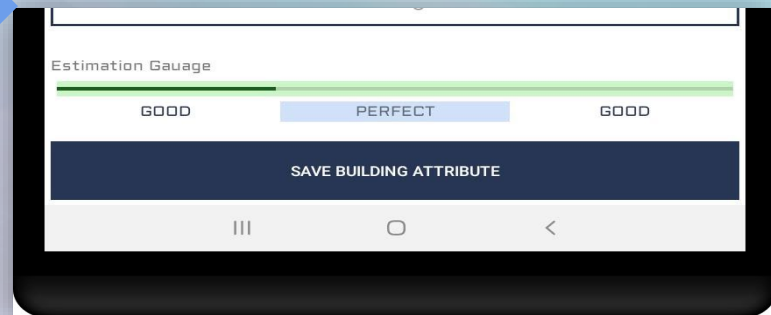 Estimation Gauage
GOOD PERFECT GOOD
SAVE BUILDING ATTRIBUTE